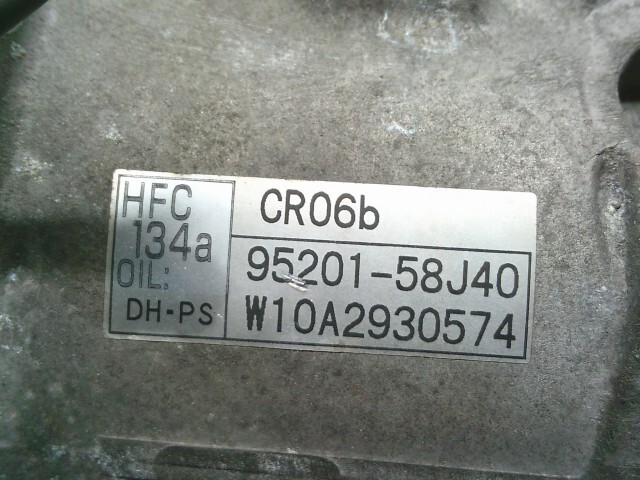 HFC
134a
OIL:
DH-PS
CR06b
95201-58J40
W10A2930574